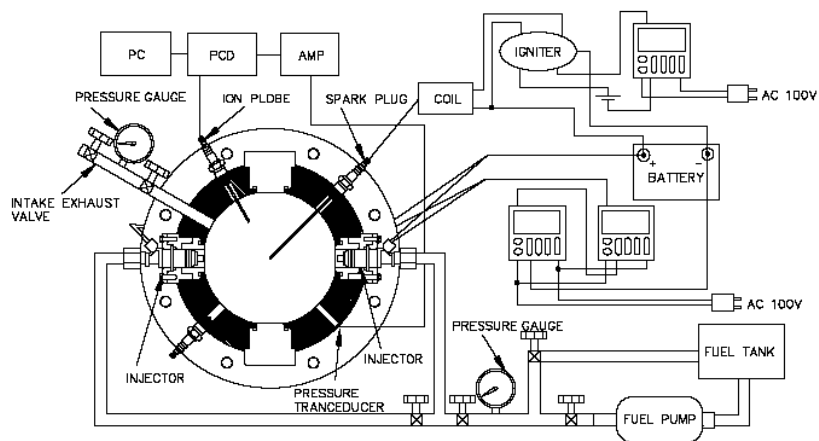 PC
PCD
AMP
IGNITER
PRESSURE GAUGE
ION PLOBE
SPARK PLUG
COIL
AC 100V
INTAKE EXHAUST
VALVE
+
−
BATTERY
AC 100V
PRESSURE GAUGE
FUEL TANK
INJECTOR
INJECTOR
PRESSURE
TRANCEDUCER
FUEL PUMP